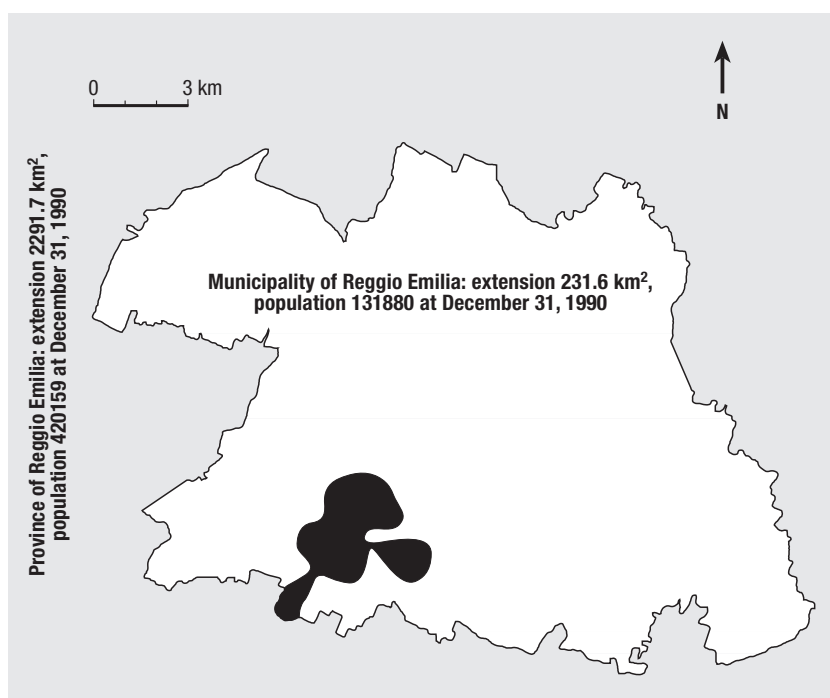 0 3 km
N
Province of Reggio Emilia: extension 2291.7 km²,
population 420159 at December 31, 1990
Municipality of Reggio Emilia: extension 231.6 km²,
population 131880 at December 31, 1990